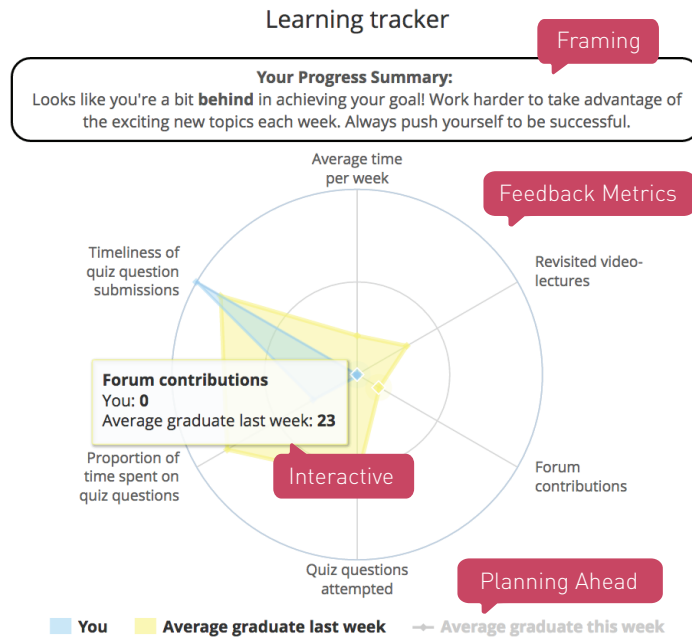 Learning tracker
Framing
Your Progress Summary:
Looks like you're a bit behind in achieving your goal! Work harder to take advantage of
the exciting new topics each week. Always push yourself to be successful.
Average time
per week
Feedback Metrics
Timeliness of
quiz question
submissions
Revisited video-
lectures
Forum contributions
You: 0
Average graduate last week: 23
Proportion of
time spent on
quiz questions
Interactive
Forum
contributions
Quiz questions
attempted
Planning Ahead
You
Average graduate last week
Average graduate this week